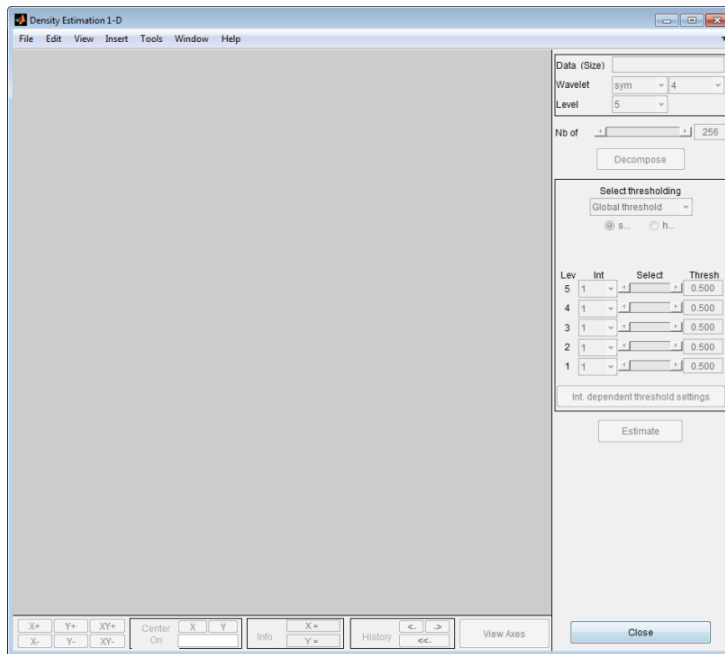 Density Estimation 1-D
File Edit View Insert Tools Window Help
Data (Size)
Wavelet sym 4
Level 5
Nb of 256
Decompose
Select thresholding
Global threshold
s... h...
Lev Int Select Thresh
5 1 0.500
4 1 0.500
3 1 0.500
2 1 0.500
1 1 0.500
Int. dependent threshold settings
Estimate
X+ Y+ XY+
X- Y- XY-
Center On
X Y
Info
X =
Y =
History
<- ->
<<-
View Axes
Close